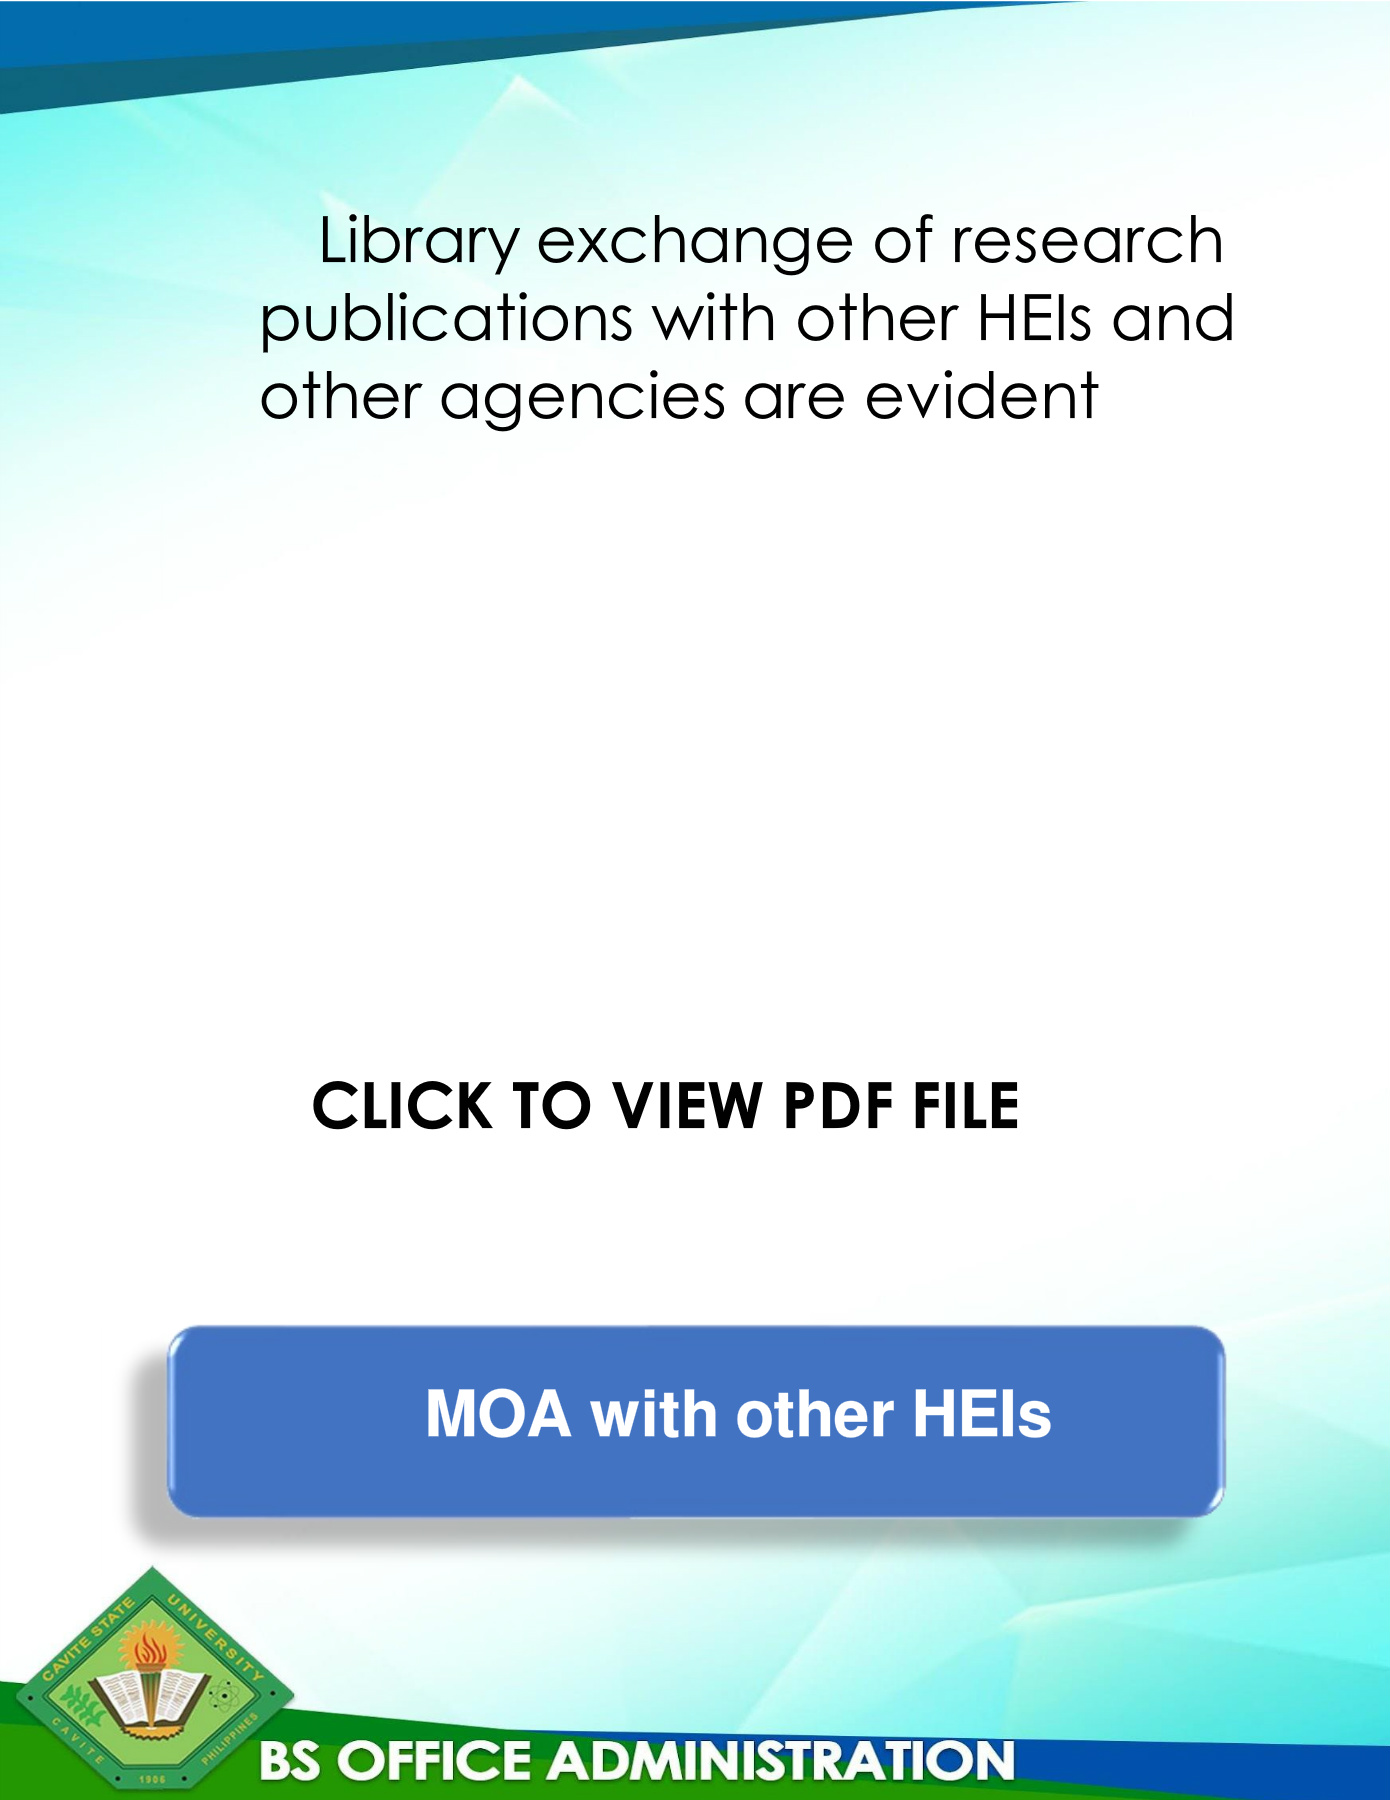 Library exchange of research
publications with other HEIs and
other agencies are evident
CLICK TO VIEW PDF FILE
MOA with other HEIs
CAVITE STATE UNIVERSITY
CAVITE
1906
PHILIPPINES
BS OFFICE ADMINISTRATION